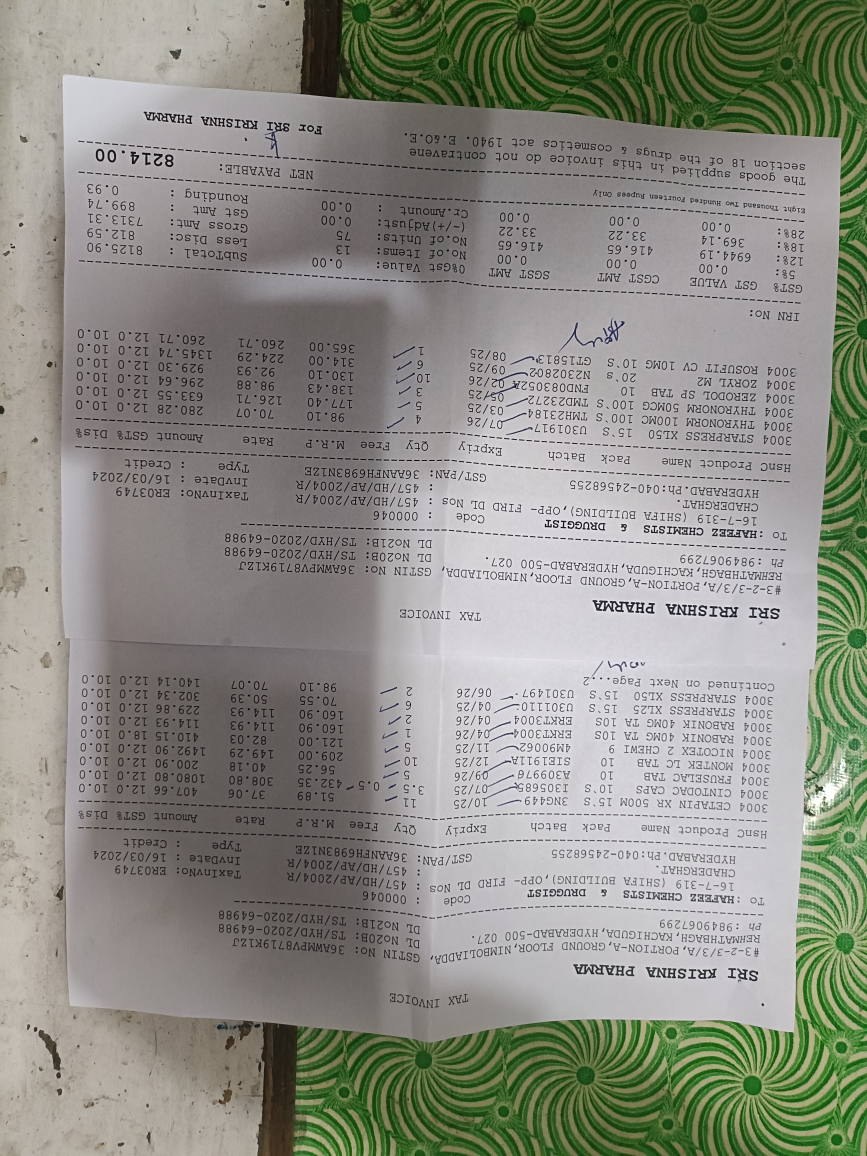 TAX INVOICE
SRI KRISHNA PHARMA
#3-2-3/3/A, PORTION-A, GROUND FLOOR, NIMBOLIADDA, GSTIN No: 36AWMPV8719K1ZJ
REHMATHBAGH, KACHIGUDA, HYDERABAD-500 027. DL No20B: TS/HYD/2020-64988
Ph :9849067299 DL No21B: TS/HYD/2020-64988
To: HAFEEZ CHEMISTS & DRUGGIST Code : 000046
16-7-319 (SHIFA BUILDING), OPP- FIRD DL Nos : 457/HD/AP/2004/R TaxInvNo: ER03749
CHADERGHAT. : 457/HD/AP/2004/R InvDate : 16/03/2024
HYDERABAD.Ph:040-24568255 GST/PAN: 36AANFH6983N1ZE Type : Credit
HsnC Product Name Pack Batch Expriy Qty Free M.R.P Rate Amount GST% Dis%
3004 CETAPIN XR 500M 15`S 3NG449 10/25 11 51.89 37.06 407.66 12.0 10.0
3004 CINTODAC CAPS 10`S I305685 07/25 3.5 0.5 432.35 308.80 1080.80 12.0 10.0
3004 FRUSELAC TAB 10 A309976 09/26 5 56.25 40.18 200.90 12.0 10.0
3004 MONTEK LC TAB 10 SIE1911A 12/25 10 209.00 149.29 1492.90 12.0 10.0
3004 NICOTEX 2 CHEWI 9 4M09062 11/25 5 121.00 82.03 410.15 18.0 10.0
3004 RABONIK 40MG TA 10S ERT3004 04/26 1 160.90 114.93 114.93 12.0 10.0
3004 RABONIK 40MG TA 10S ERT3004 04/26 2 160.90 114.93 229.86 12.0 10.0
3004 STARPRESS XL25 15`S U301110 04/25 6 70.55 50.39 302.34 12.0 10.0
3004 STARPRESS XL50 15`S U301497 06/26 2 98.10 70.07 140.14 12.0 10.0
Continued on Next Page...2
TAX INVOICE
SRI KRISHNA PHARMA
#3-2-3/3/A, PORTION-A, GROUND FLOOR, NIMBOLIADDA, GSTIN No: 36AWMPV8719K1ZJ
REHMATHBAGH, KACHIGUDA, HYDERABAD-500 027. DL No20B: TS/HYD/2020-64988
Ph :9849067299 DL No21B: TS/HYD/2020-64988
To: HAFEEZ CHEMISTS & DRUGGIST Code : 000046
16-7-319 (SHIFA BUILDING), OPP- FIRD DL Nos : 457/HD/AP/2004/R TaxInvNo: ER03749
CHADERGHAT. : 457/HD/AP/2004/R InvDate : 16/03/2024
HYDERABAD.Ph:040-24568255 GST/PAN: 36AANFH6983N1ZE Type : Credit
HsnC Product Name Pack Batch Expriy Qty Free M.R.P Rate Amount GST% Dis%
3004 STARPRESS XL50 15`S U301917 07/26 4 98.10 70.07 280.28 12.0 10.0
3004 THYRONORM 100MC 100`S TMH2184 03/25 5 177.40 126.71 633.55 12.0 10.0
3004 THYRONORM 50MCG 100`S TMD2372 05/25 3 138.43 98.88 296.64 12.0 10.0
3004 ZERODOL SP TAB 10 FND05052A 02/26 10 130.10 92.93 929.30 12.0 10.0
3004 ZORYL M2 20`s N2302802 09/25 6 314.00 224.29 1345.74 12.0 10.0
3004 ROSUFIT CV 10MG 10`S GT15813 08/25 1 365.00 260.71 260.71 12.0 10.0
IRN No:
GST% GST VALUE CGST AMT SGST AMT 0%Gst Value: 0.00 SubTotal : 8125.90
5%: 0.00 0.00 0.00 No.of Items: 13 Less Disc: 812.59
12%: 6944.19 416.65 416.65 No.of Units: 75 Gross Amt: 7313.31
18%: 369.14 33.22 33.22 (-/+)Adjust: 0.00 Gst Amt : 899.74
28%: 0.00 0.00 0.00 Cr.Amount : 0.00 Rounding : 0.93
Eight Thousand Two Hundred Fourteen Rupees Only NET PAYABLE: 8214.00
The goods supplied in this invoice do not contravene
section 18 of the drugs & cosmetics act 1940. E.&O.E. For SRI KRISHNA PHARMA